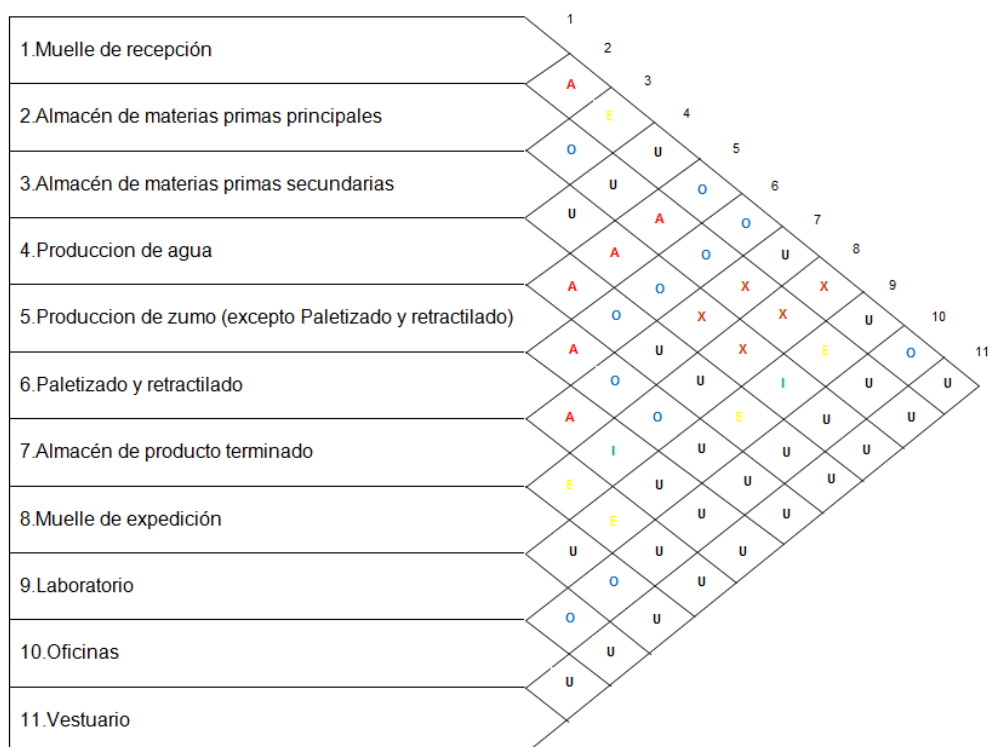 1.Muelle de recepción
2.Almacén de materias primas principales
3.Almacén de materias primas secundarias
4.Produccion de agua
5.Produccion de zumo (excepto Paletizado y retractilado)
6.Paletizado y retractilado
7.Almacén de producto terminado
8.Muelle de expedición
9.Laboratorio
10.Oficinas
11.Vestuario
1 2 3 4 5 6 7 8 9 10 11
A E U O O U X U O U
O U A O X X E U U
U A O X X I U U
A O U U E U U
A O O U U U
A I U U U
E E U U
U O U
O U
U